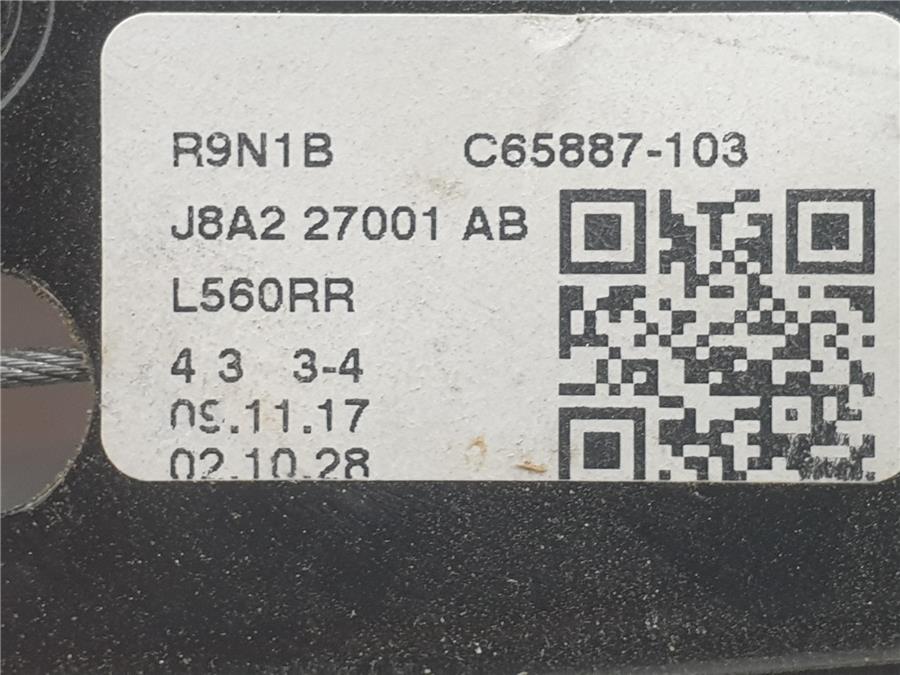 R9N1B C65887-103
J8A2 27001 AB
L560RR
4 3 3-4
09.11.17
02.10.28